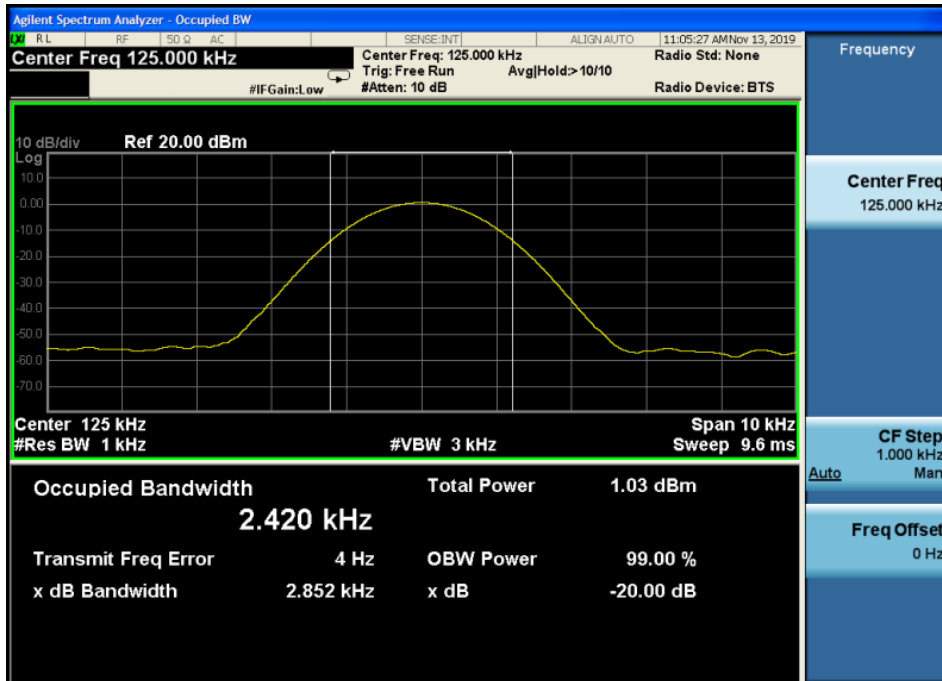 Agilent Spectrum Analyzer - Occupied BW
LXI RL RF 50 Ω AC SENSE:INT ALIGN AUTO 11:05:27 AM Nov 13, 2019
Center Freq 125.000 kHz
Center Freq: 125.000 kHz
Radio Std: None
Trig: Free Run Avg|Hold:> 10/10
#IFGain:Low
#Atten: 10 dB
Radio Device: BTS
10 dB/div Ref 20.00 dBm
Log
10.0
0.00
-10.0
-20.0
-30.0
-40.0
-50.0
-60.0
-70.0
Center 125 kHz
Span 10 kHz
#Res BW 1 kHz
#VBW 3 kHz
Sweep 9.6 ms
Occupied Bandwidth
Total Power 1.03 dBm
2.420 kHz
Transmit Freq Error 4 Hz
OBW Power 99.00 %
x dB Bandwidth 2.852 kHz
x dB -20.00 dB
Frequency
Center Freq
125.000 kHz
CF Step
1.000 kHz
Auto Man
Freq Offset
0 Hz